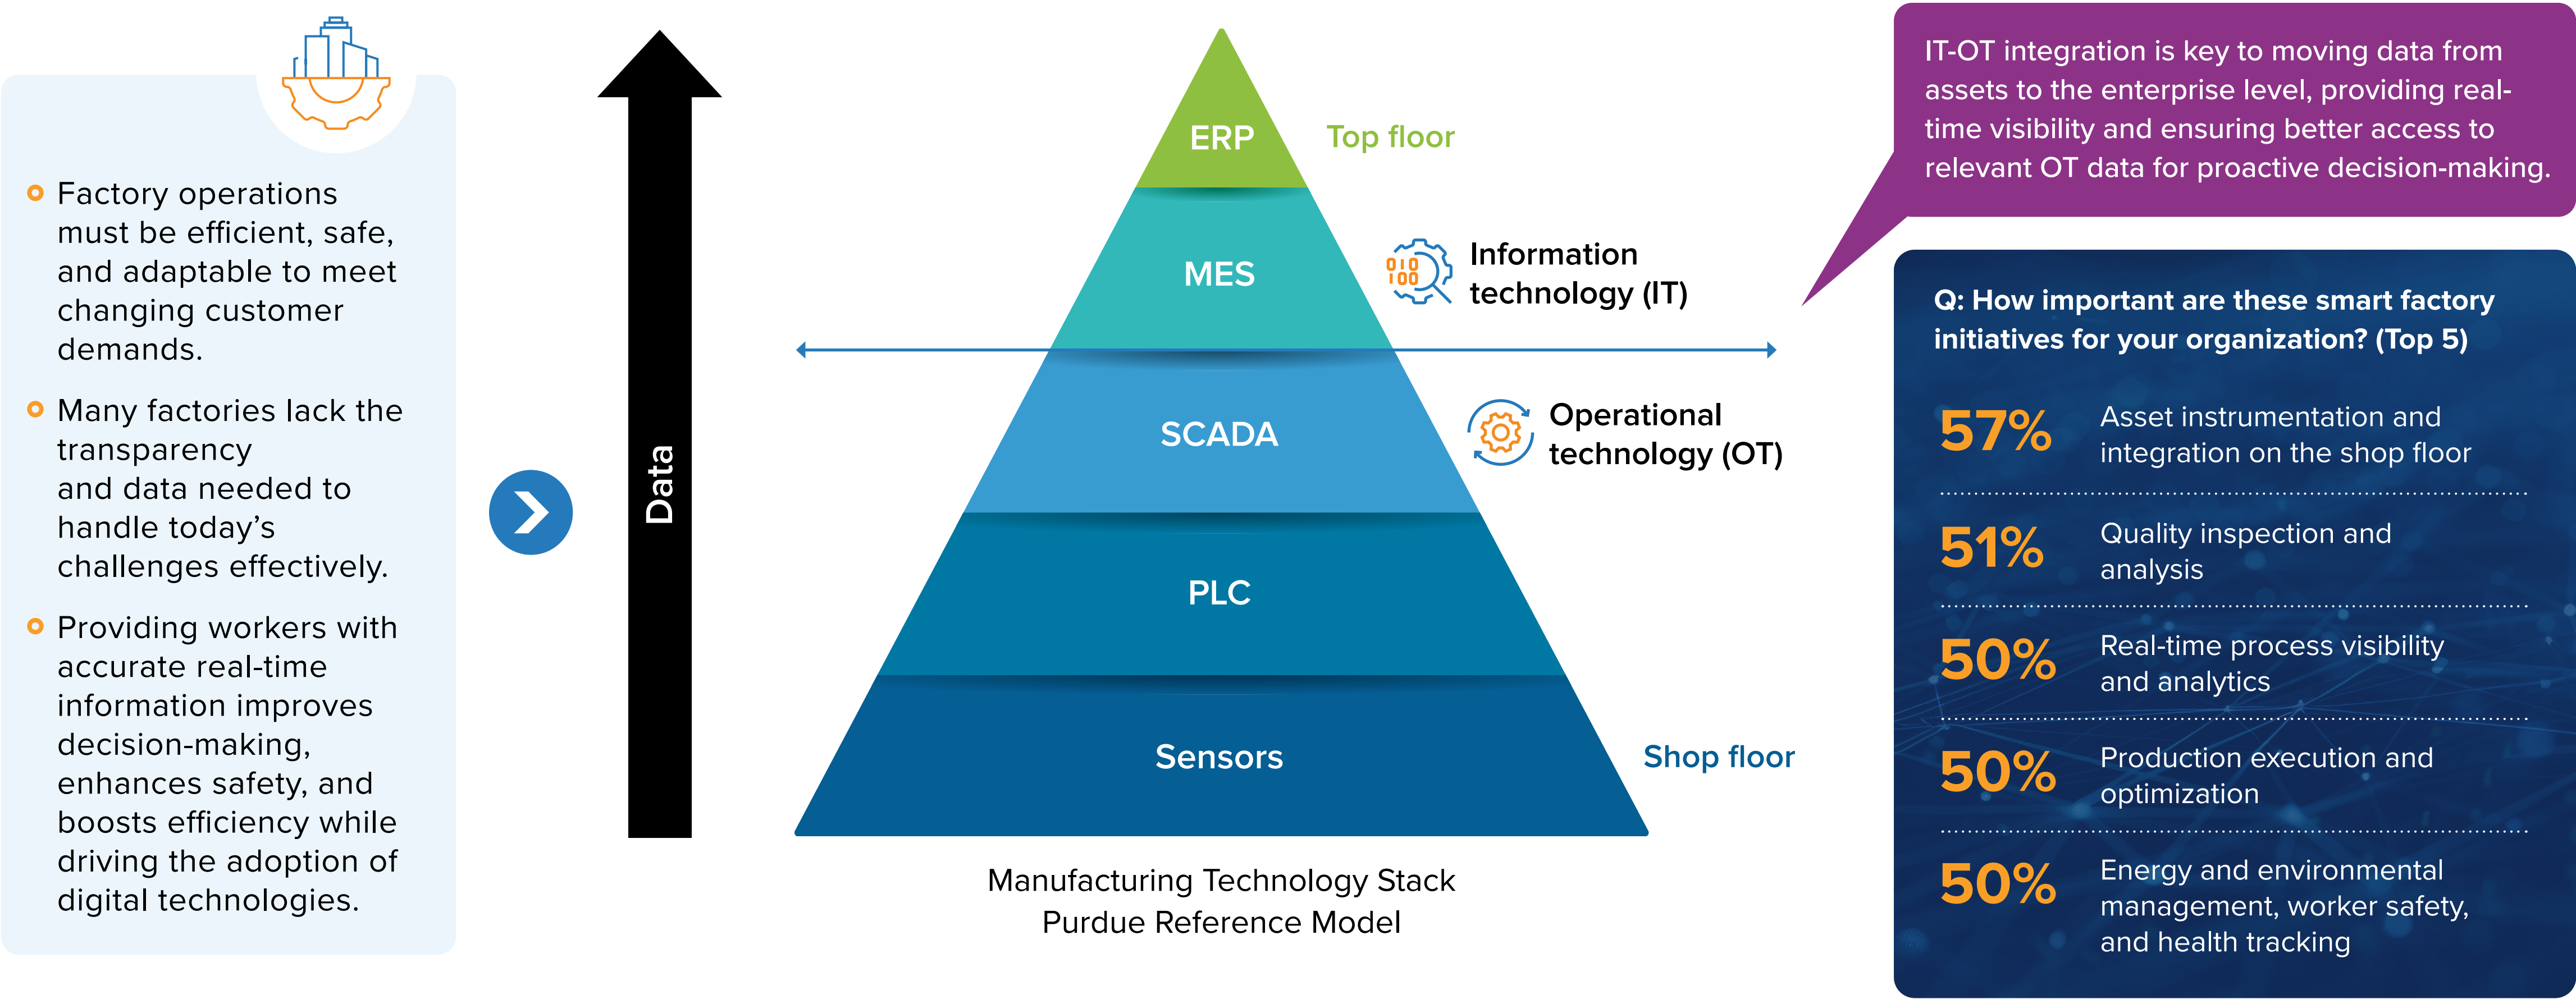 Factory operations
must be efficient, safe,
and adaptable to meet
changing customer
demands.
Many factories lack the
transparency
and data needed to
handle today’s
challenges effectively.
Providing workers with
accurate real-time
information improves
decision-making,
enhances safety, and
boosts efficiency while
driving the adoption of
digital technologies.
Data
ERP
Top floor
MES
Information
technology (IT)
SCADA
Operational
technology (OT)
PLC
Sensors
Shop floor
Manufacturing Technology Stack
Purdue Reference Model
IT-OT integration is key to moving data from
assets to the enterprise level, providing real-
time visibility and ensuring better access to
relevant OT data for proactive decision-making.
Q: How important are these smart factory
initiatives for your organization? (Top 5)
57%
Asset instrumentation and
integration on the shop floor
51%
Quality inspection and
analysis
50%
Real-time process visibility
and analytics
50%
Production execution and
optimization
50%
Energy and environmental
management, worker safety,
and health tracking